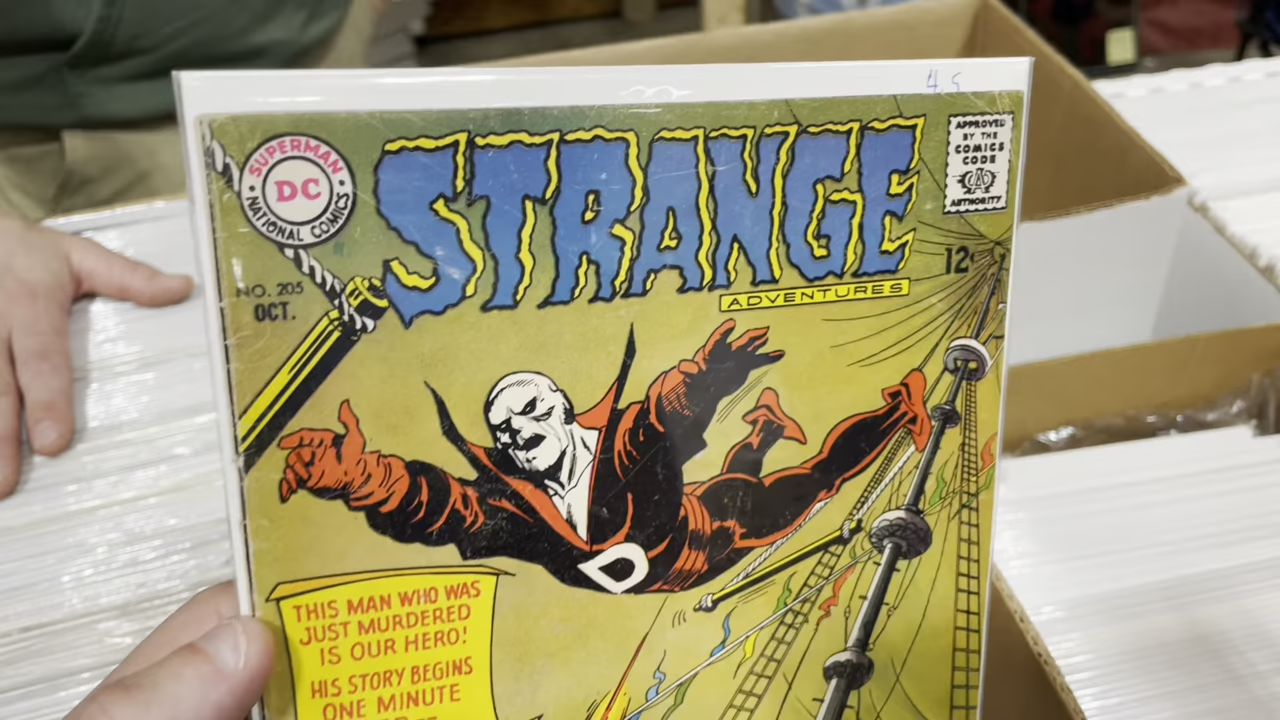 4.5
SUPERMAN
DC
NATIONAL COMICS
STRANGE
ADVENTURES
APPROVED
BY THE
COMICS
CODE
CA
AUTHORITY
12¢
NO. 205
OCT.
D
THIS MAN WHO WAS
JUST MURDERED
IS OUR HERO!
HIS STORY BEGINS
ONE MINUTE